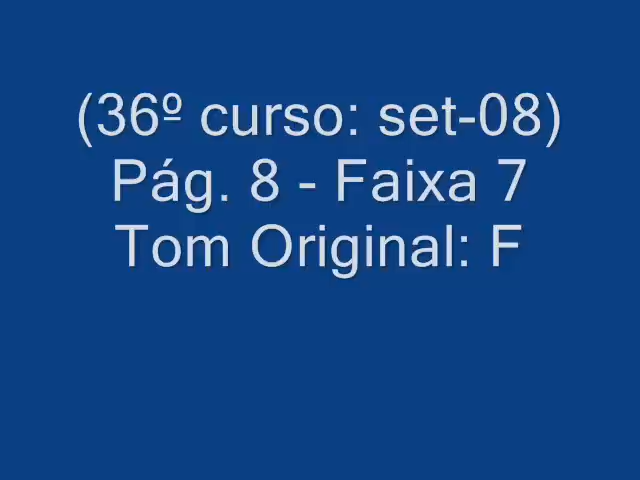 (36º curso: set-08)
Pág. 8 - Faixa 7
Tom Original: F